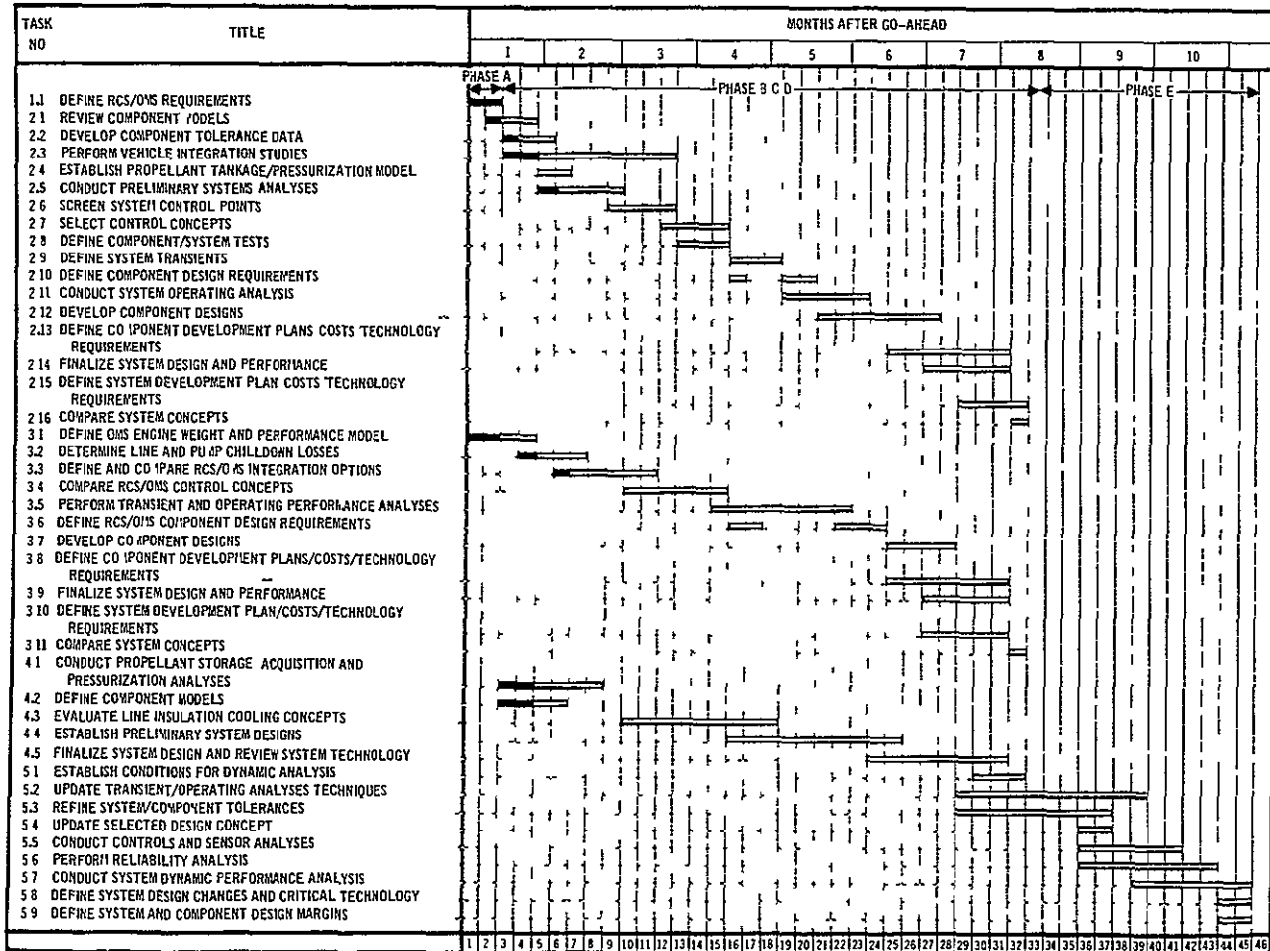 TASK NO
TITLE
MONTHS AFTER GO-AHEAD
1 2 3 4 5 6 7 8 9 10
PHASE A
PHASE B C D
PHASE E
1.1 DEFINE RCS/OMS REQUIREMENTS
2 1 REVIEW COMPONENT MODELS
2.2 DEVELOP COMPONENT TOLERANCE DATA
2.3 PERFORM VEHICLE INTEGRATION STUDIES
2 4 ESTABLISH PROPELLANT TANKAGE/PRESSURIZATION MODEL
2.5 CONDUCT PRELIMINARY SYSTEMS ANALYSES
2 6 SCREEN SYSTEM CONTROL POINTS
2 7 SELECT CONTROL CONCEPTS
2 8 DEFINE COMPONENT/SYSTEM TESTS
2 9 DEFINE SYSTEM TRANSIENTS
2 10 DEFINE COMPONENT DESIGN REQUIREMENTS
2 11 CONDUCT SYSTEM OPERATING ANALYSIS
2 12 DEVELOP COMPONENT DESIGNS
2.13 DEFINE COMPONENT DEVELOPMENT PLANS COSTS TECHNOLOGY
REQUIREMENTS
2 14 FINALIZE SYSTEM DESIGN AND PERFORMANCE
2 15 DEFINE SYSTEM DEVELOPMENT PLAN COSTS TECHNOLOGY
REQUIREMENTS
2 16 COMPARE SYSTEM CONCEPTS
3 1 DEFINE OMS ENGINE WEIGHT AND PERFORMANCE MODEL
3.2 DETERMINE LINE AND PUMP CHILLDOWN LOSSES
3.3 DEFINE AND COMPARE RCS/OMS INTEGRATION OPTIONS
3 4 COMPARE RCS/OMS CONTROL CONCEPTS
3.5 PERFORM TRANSIENT AND OPERATING PERFORMANCE ANALYSES
3 6 DEFINE RCS/OMS COMPONENT DESIGN REQUIREMENTS
3 7 DEVELOP COMPONENT DESIGNS
3 8 DEFINE COMPONENT DEVELOPMENT PLANS/COSTS/TECHNOLOGY
REQUIREMENTS
3 9 FINALIZE SYSTEM DESIGN AND PERFORMANCE
3 10 DEFINE SYSTEM DEVELOPMENT PLAN/COSTS/TECHNOLOGY
REQUIREMENTS
3 11 COMPARE SYSTEM CONCEPTS
4 1 CONDUCT PROPELLANT STORAGE ACQUISITION AND
PRESSURIZATION ANALYSES
4.2 DEFINE COMPONENT MODELS
4.3 EVALUATE LINE INSULATION COOLING CONCEPTS
4 4 ESTABLISH PRELIMINARY SYSTEM DESIGNS
4.5 FINALIZE SYSTEM DESIGN AND REVIEW SYSTEM TECHNOLOGY
5 1 ESTABLISH CONDITIONS FOR DYNAMIC ANALYSIS
5.2 UPDATE TRANSIENT/OPERATING ANALYSES TECHNIQUES
5.3 REFINE SYSTEM/COMPONENT TOLERANCES
5 4 UPDATE SELECTED DESIGN CONCEPT
5.5 CONDUCT CONTROLS AND SENSOR ANALYSES
5 6 PERFORM RELIABILITY ANALYSIS
5 7 CONDUCT SYSTEM DYNAMIC PERFORMANCE ANALYSIS
5 8 DEFINE SYSTEM DESIGN CHANGES AND CRITICAL TECHNOLOGY
5 9 DEFINE SYSTEM AND COMPONENT DESIGN MARGINS
1 2 3 4 5 6 7 8 9 10 11 12 13 14 15 16 17 18 19 20 21 22 23 24 25 26 27 28 29 30 31 32 34 35 36 37 38 39 40 41 42 43 44 45 46